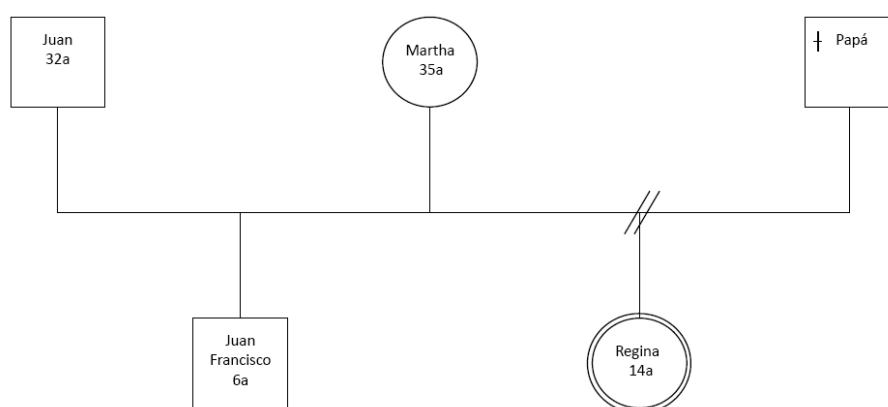 Juan
32a
Martha
35a
Papá
Juan
Francisco
6a
Regina
14a